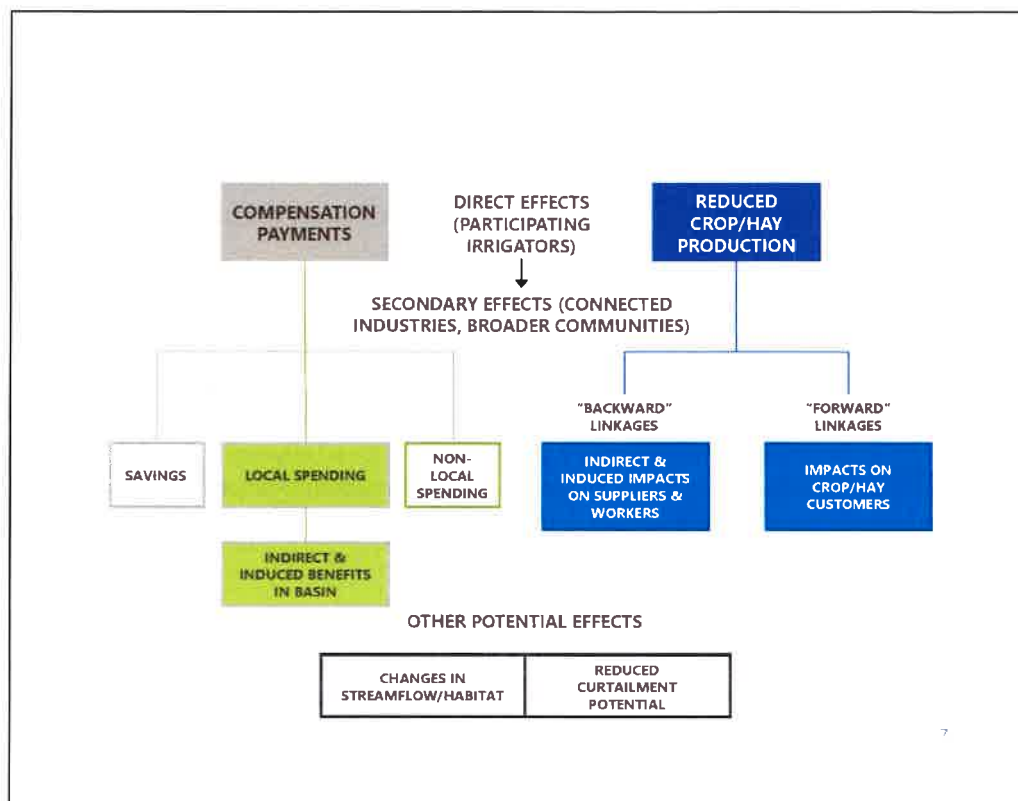 COMPENSATION
PAYMENTS
DIRECT EFFECTS
(PARTICIPATING
IRRIGATORS)
REDUCED
CROP/HAY
PRODUCTION
SECONDARY EFFECTS (CONNECTED
INDUSTRIES, BROADER COMMUNITIES)
"BACKWARD"
LINKAGES
"FORWARD"
LINKAGES
SAVINGS
LOCAL SPENDING
NON-
LOCAL
SPENDING
INDIRECT &
INDUCED IMPACTS
ON SUPPLIERS &
WORKERS
IMPACTS ON
CROP/HAY
CUSTOMERS
INDIRECT &
INDUCED BENEFITS
IN BASIN
OTHER POTENTIAL EFFECTS
CHANGES IN
STREAMFLOW/HABITAT
REDUCED
CURTAILMENT
POTENTIAL
7